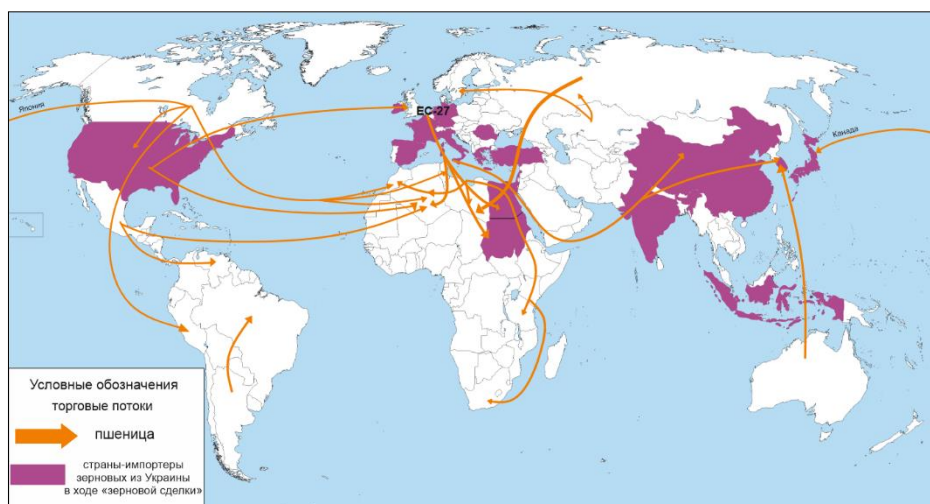 Япония
ЕС-27
Канада
Условные обозначения
торговые потоки
пшеница
страны-импортеры
зерновых из Украины
в ходе «зерновой сделки»